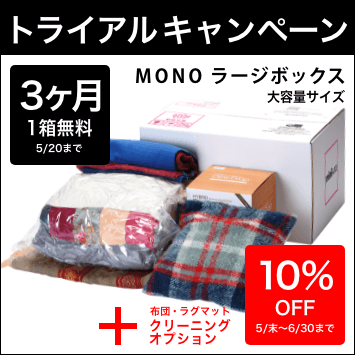 トライアルキャンペーン
3ヶ月
1箱無料
5/20まで
MONO ラージボックス
大容量サイズ
10%
OFF
5/末〜6/30まで
+
布団・ラグマット
クリーニング
オプション